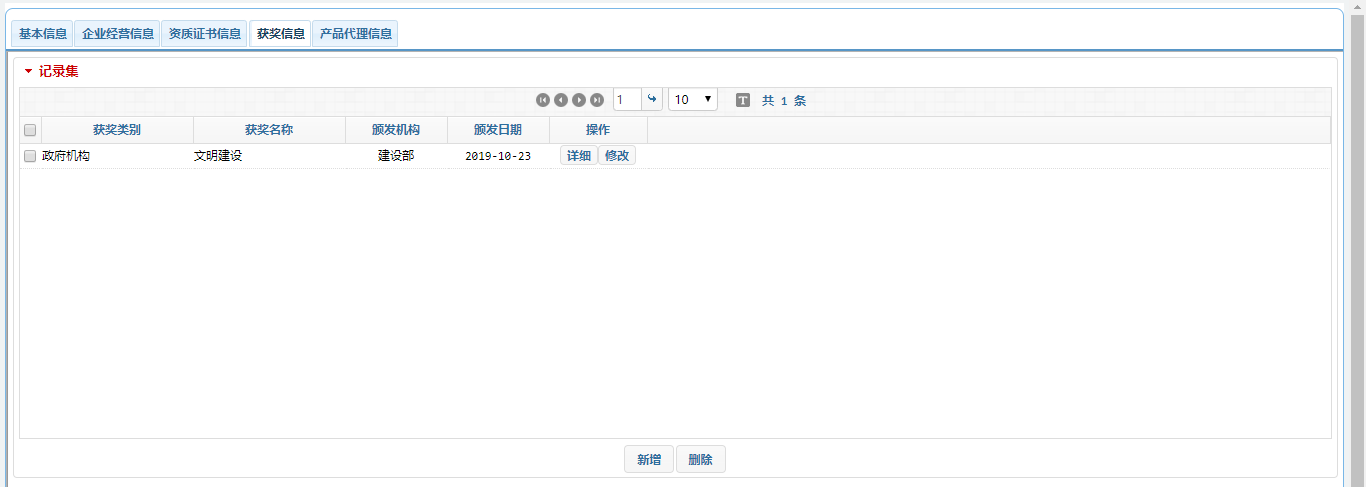 基本信息 企业经营信息 资质证书信息 获奖信息 产品代理信息
记录集
1 10 T 共 1 条
获奖类别 获奖名称 颁发机构 颁发日期 操作
政府机构 文明建设 建设部 2019-10-23 详细 修改
新增 删除